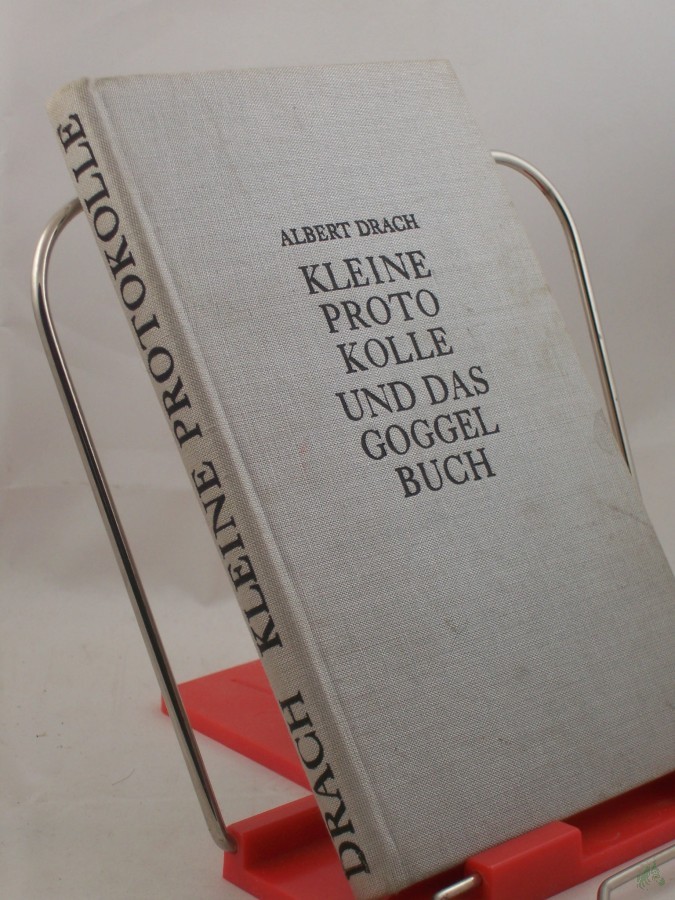 ALBERT DRACH
KLEINE
PROTO
KOLLE
UND DAS
GOGGEL
BUCH
DRACH KLEINE PROTOKOLLE